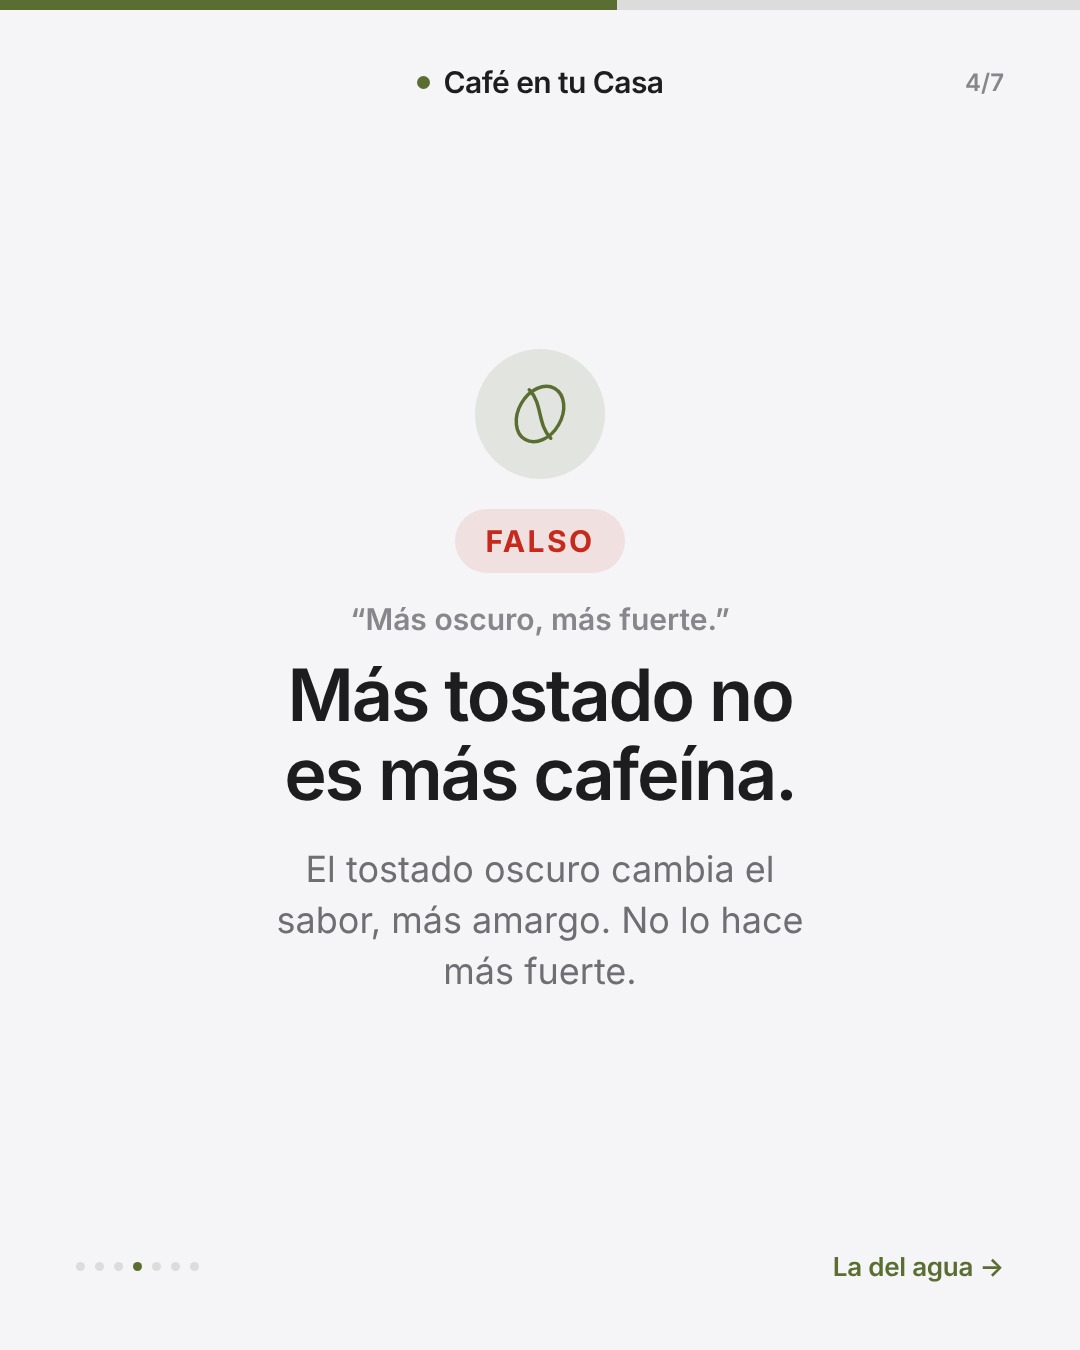 Café en tu Casa
4/7
FALSO
“Más oscuro, más fuerte.”
Más tostado no
es más cafeína.
El tostado oscuro cambia el
sabor, más amargo. No lo hace
más fuerte.
La del agua →